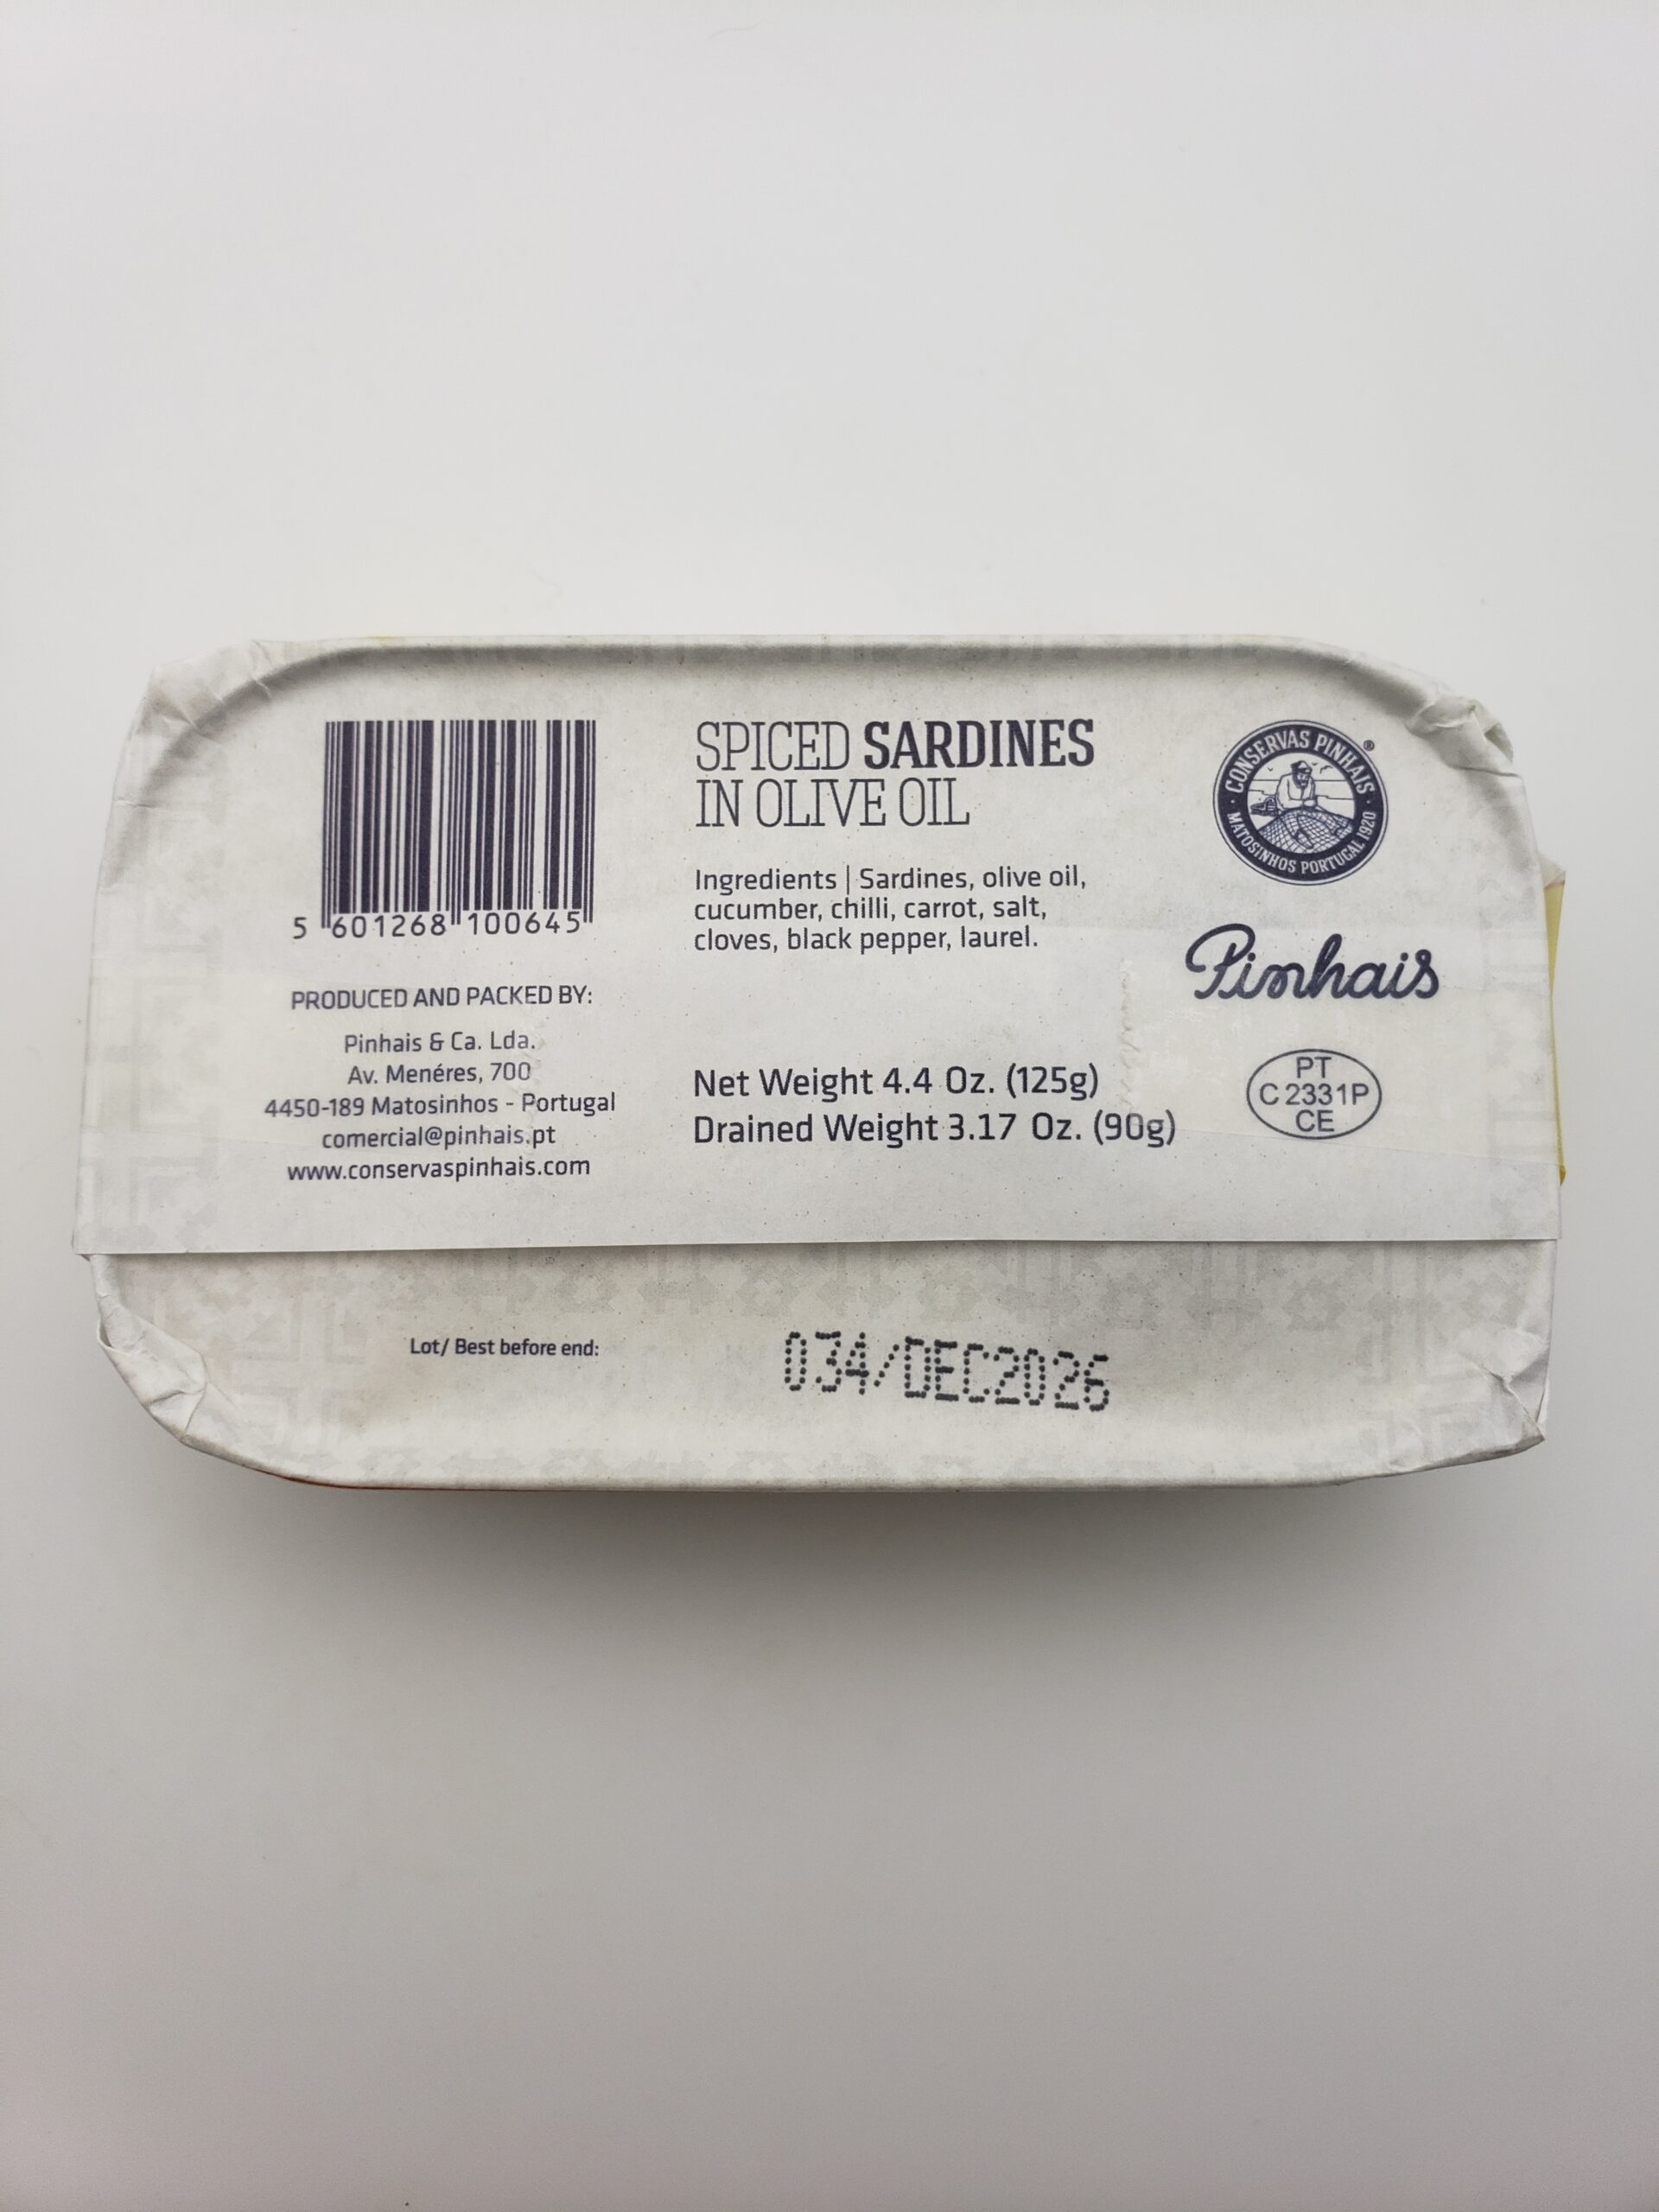 5 601268 100645
PRODUCED AND PACKED BY:
Pinhais & Ca. Lda.
Av. Menéres, 700
4450-189 Matosinhos - Portugal
comercial@pinhais.pt
www.conservaspinhais.com
SPICED SARDINES
IN OLIVE OIL
Ingredients | Sardines, olive oil,
cucumber, chilli, carrot, salt,
cloves, black pepper, laurel.
Net Weight 4.4 Oz. (125g)
Drained Weight 3.17 Oz. (90g)
· CONSERVAS PINHAIS ·
MATOSINHOS PORTUGAL 1920
®
Pinhais
PT
C 2331P
CE
Lot/ Best before end:
034/DEC2026